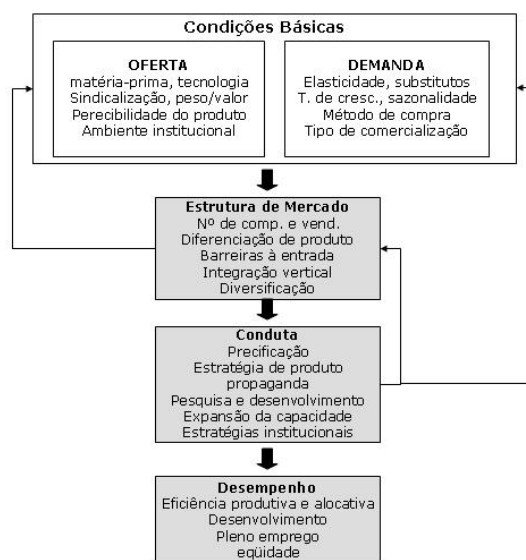 Condições Básicas
OFERTA
matéria-prima, tecnologia
Sindicalização, peso/valor
Perecibilidade do produto
Ambiente institucional
DEMANDA
Elasticidade, substitutos
T. de cresc., sazonalidade
Método de compra
Tipo de comercialização
Estrutura de Mercado
Nº de comp. e vend.
Diferenciação de produto
Barreiras à entrada
Integração vertical
Diversificação
Conduta
Precificação
Estratégia de produto
propaganda
Pesquisa e desenvolvimento
Expansão da capacidade
Estratégias institucionais
Desempenho
Eficiência produtiva e alocativa
Desenvolvimento
Pleno emprego
eqüidade